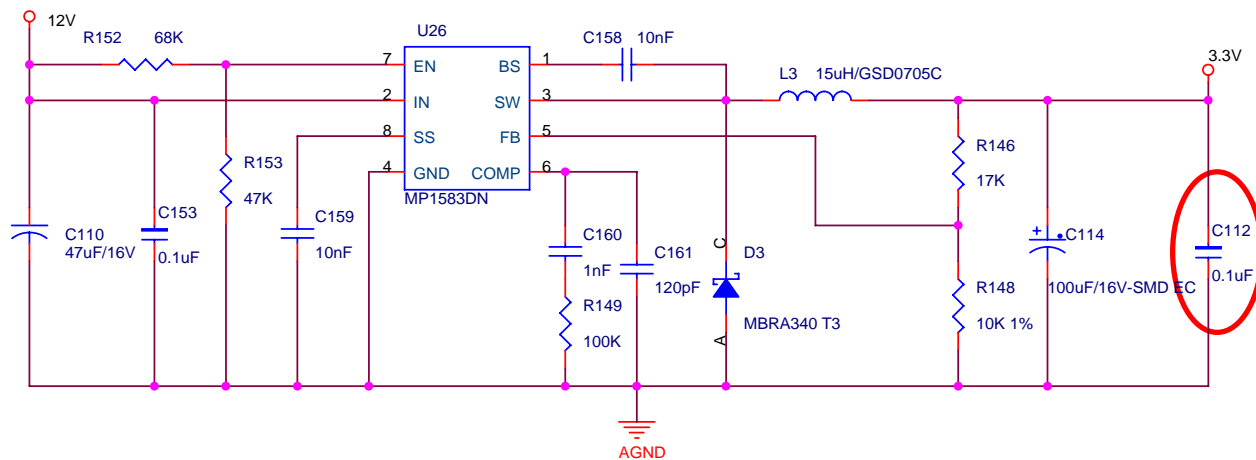 12V
R152 68K
U26
C158 10nF
L3 15uH/GSD0705C
3.3V
7 EN BS 1
2 IN SW 3
8 SS FB 5
4 GND COMP 6
MP1583DN
R153
47K
R146
17K
C110
47uF/16V
C153
0.1uF
C159
10nF
C160
1nF
C161
120pF
R149
100K
C
D3
MBRA340 T3
A
R148
10K 1%
+
C114
100uF/16V-SMD EC
C112
0.1uF
AGND